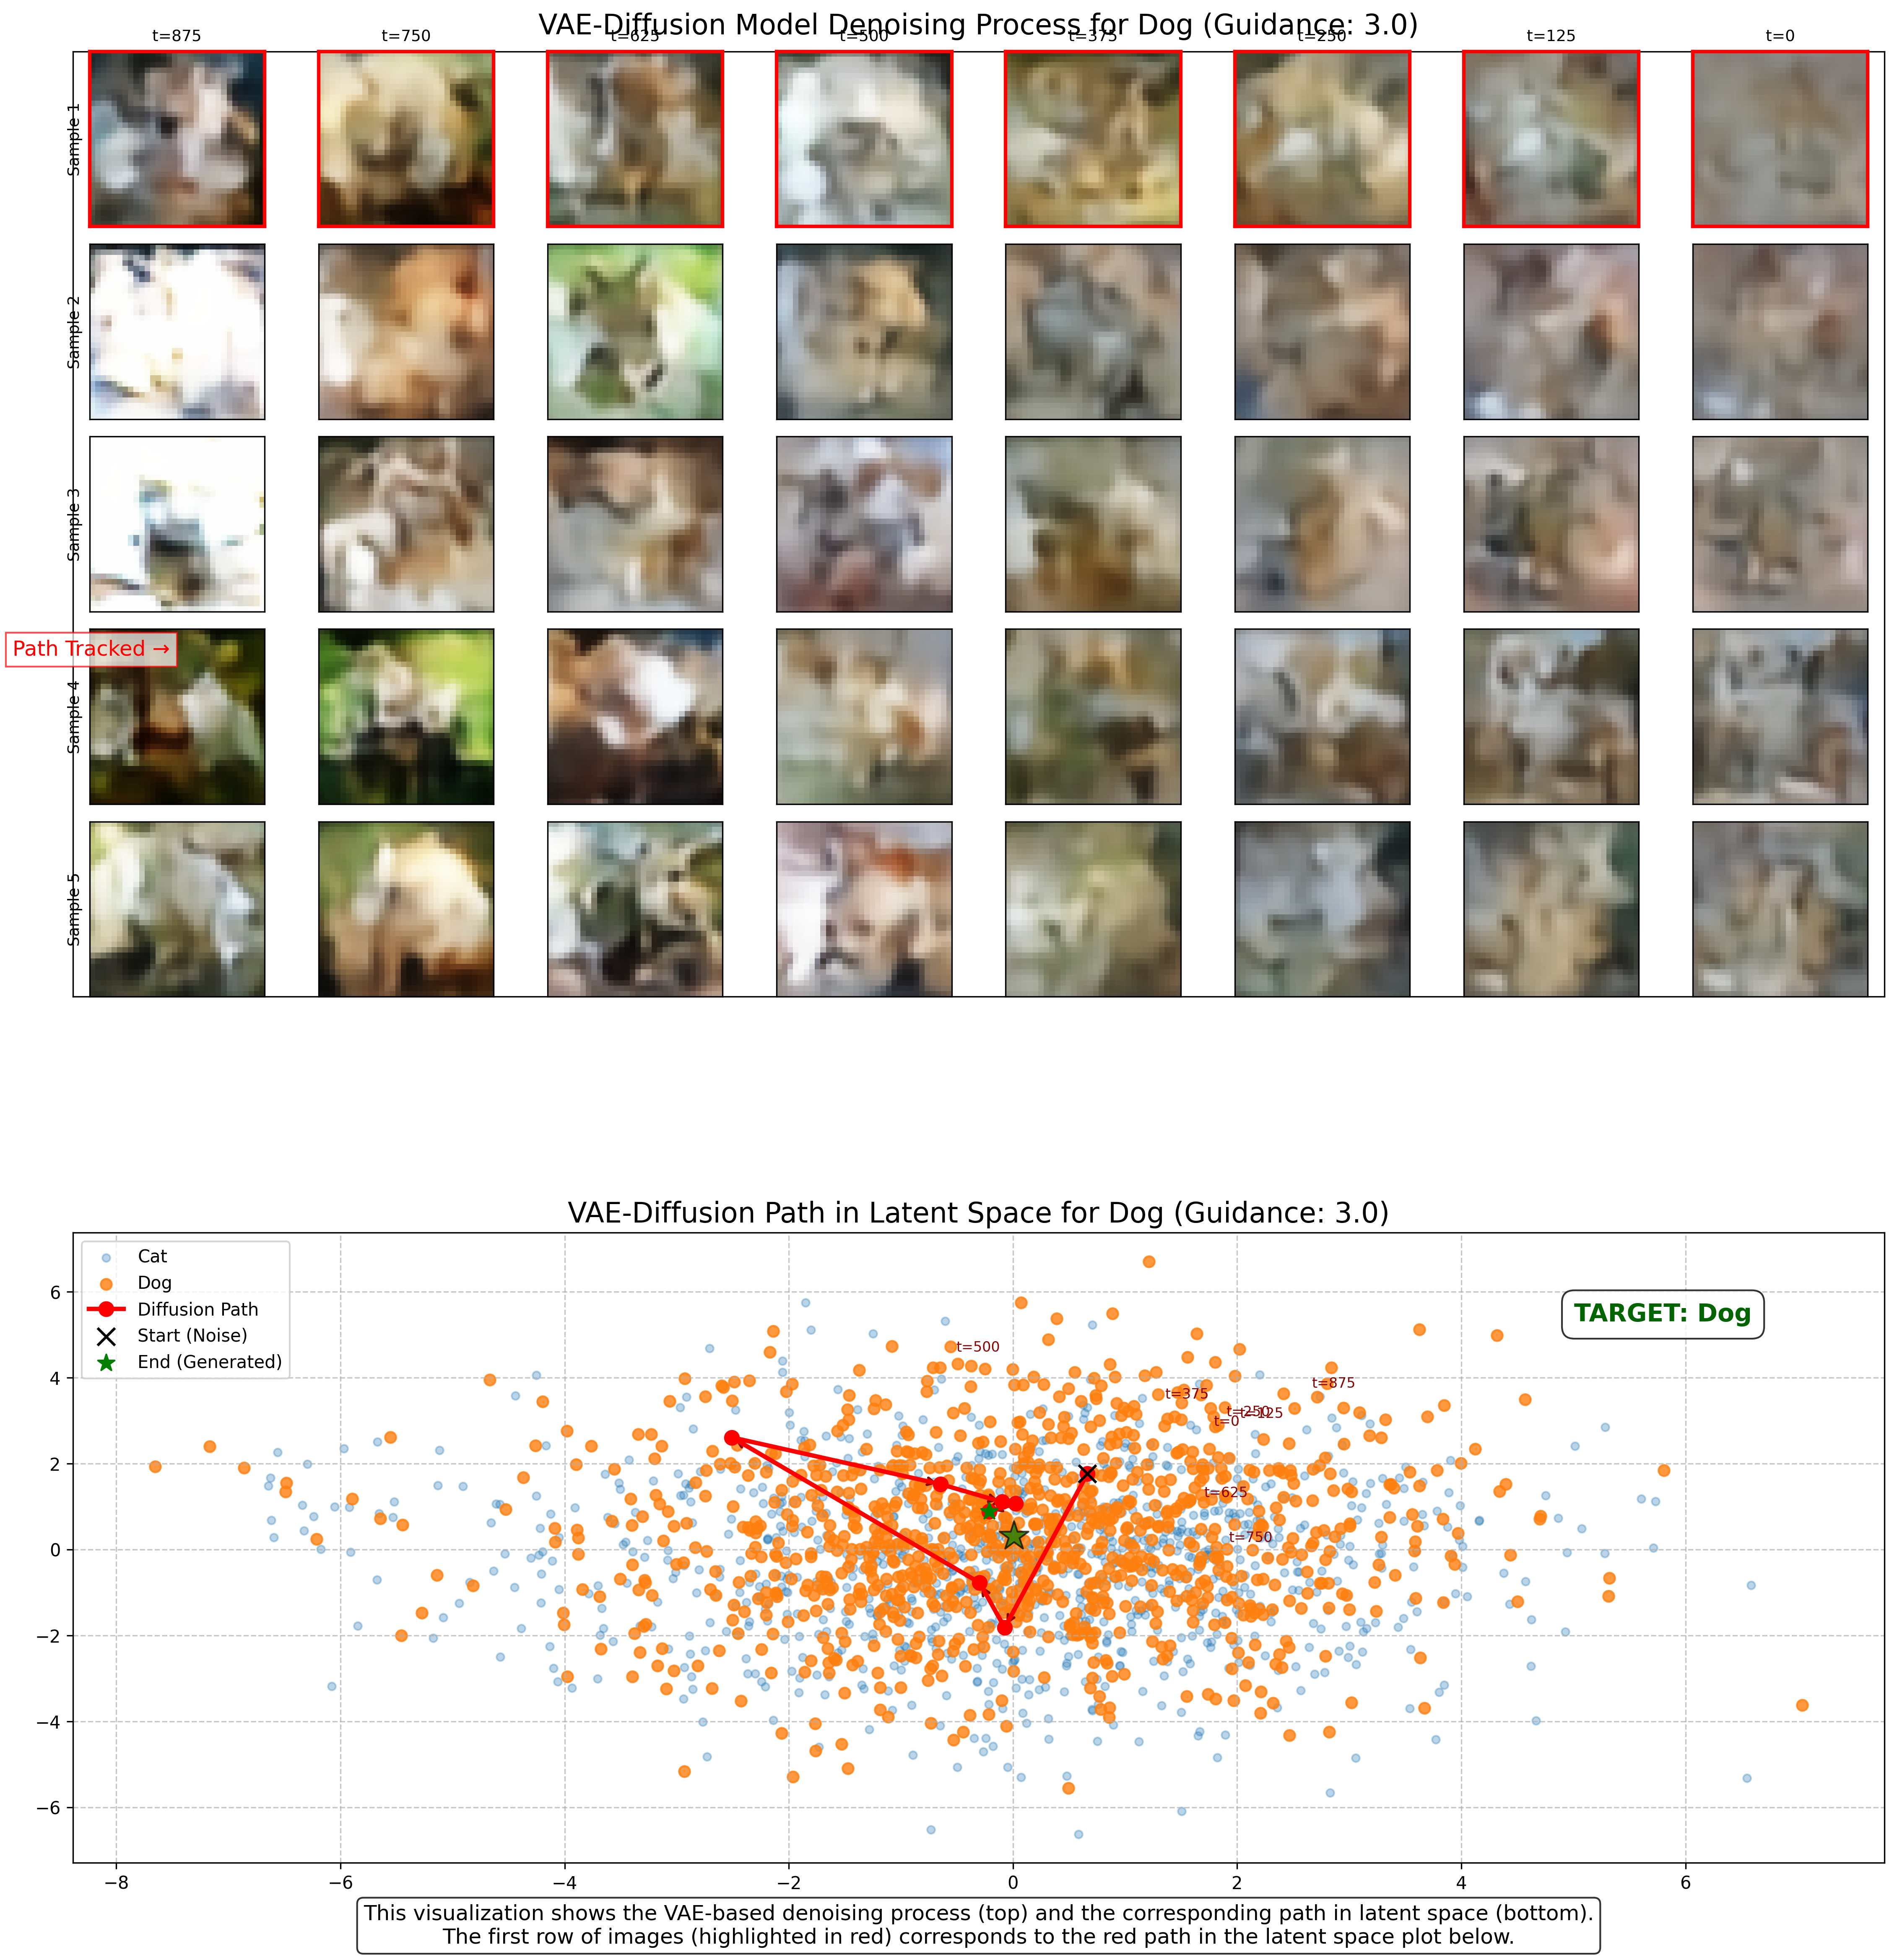 VAE-Diffusion Model Denoising Process for Dog (Guidance: 3.0)
t=875
t=750
t=625
t=500
t=375
t=250
t=125
t=0
Sample 1
Sample 2
Sample 3
Path Tracked →
Sample 4
Sample 5
VAE-Diffusion Path in Latent Space for Dog (Guidance: 3.0)
Cat
Dog
Diffusion Path
Start (Noise)
End (Generated)
TARGET: Dog
t=500
t=875
t=375
t=250
t=125
t=0
t=625
t=750
6
4
2
0
−2
−4
−6
−8
−6
−4
−2
0
2
4
6
This visualization shows the VAE-based denoising process (top) and the corresponding path in latent space (bottom).
The first row of images (highlighted in red) corresponds to the red path in the latent space plot below.